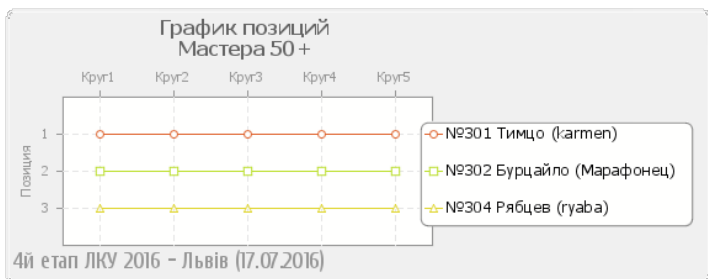 График позиций
Мастера 50+
Круг1 Круг2 Круг3 Круг4 Круг5
Позиция
1
2
3
№301 Тимцо (karmen)
№302 Бурцайло (Марафонец)
№304 Рябцев (ryaba)
4й етап ЛКУ 2016 - Львів (17.07.2016)